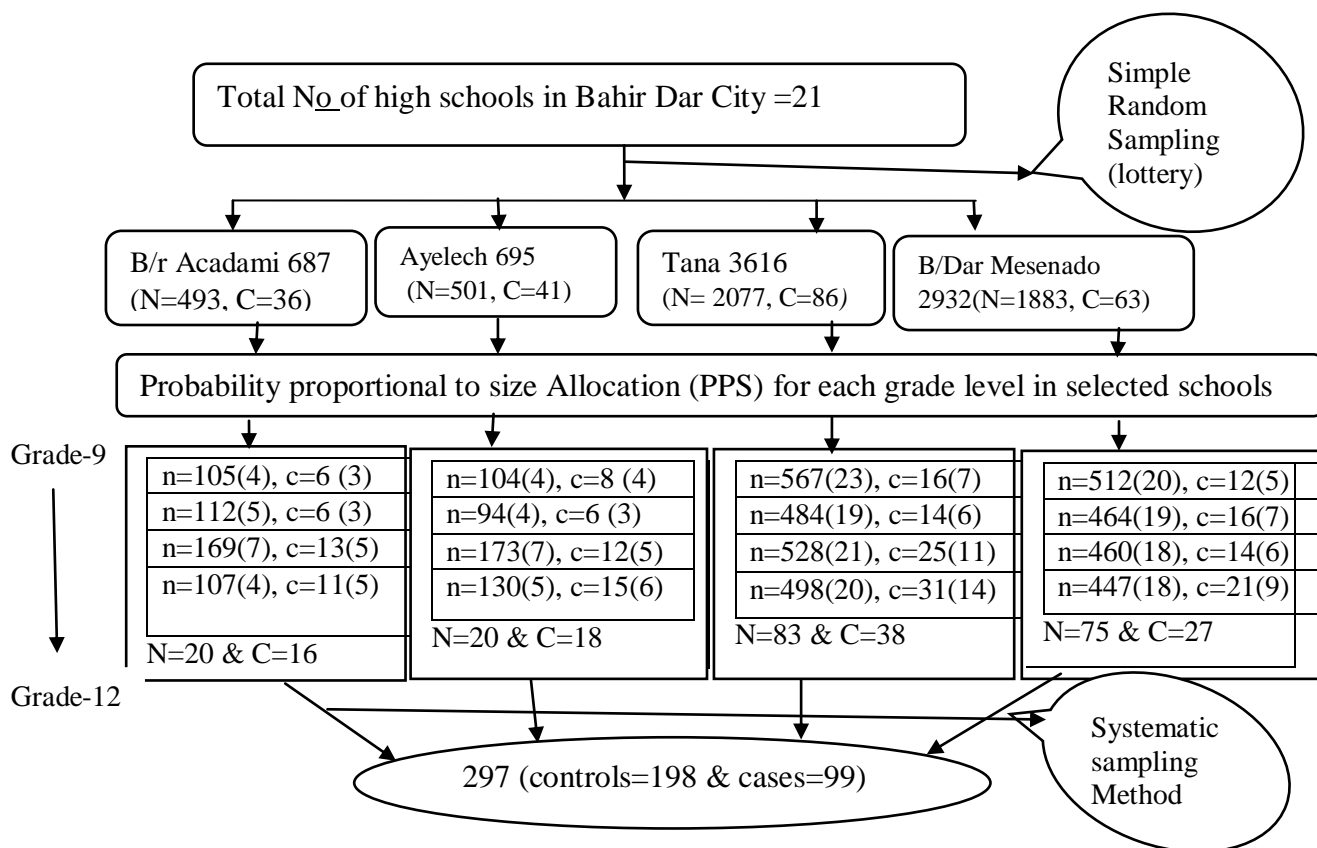 Total No of high schools in Bahir Dar City =21
Simple
Random
Sampling
(lottery)
B/r Acadami 687
(N=493, C=36)
Ayelech 695
(N=501, C=41)
Tana 3616
(N= 2077, C=86)
B/Dar Mesenado
2932(N=1883, C=63)
Probability proportional to size Allocation (PPS) for each grade level in selected schools
Grade-9
n=105(4), c=6 (3)
n=112(5), c=6 (3)
n=169(7), c=13(5)
n=107(4), c=11(5)
N=20 & C=16
n=104(4), c=8 (4)
n=94(4), c=6 (3)
n=173(7), c=12(5)
n=130(5), c=15(6)
N=20 & C=18
n=567(23), c=16(7)
n=484(19), c=14(6)
n=528(21), c=25(11)
n=498(20), c=31(14)
N=83 & C=38
n=512(20), c=12(5)
n=464(19), c=16(7)
n=460(18), c=14(6)
n=447(18), c=21(9)
N=75 & C=27
Grade-12
Systematic
sampling
Method
297 (controls=198 & cases=99)